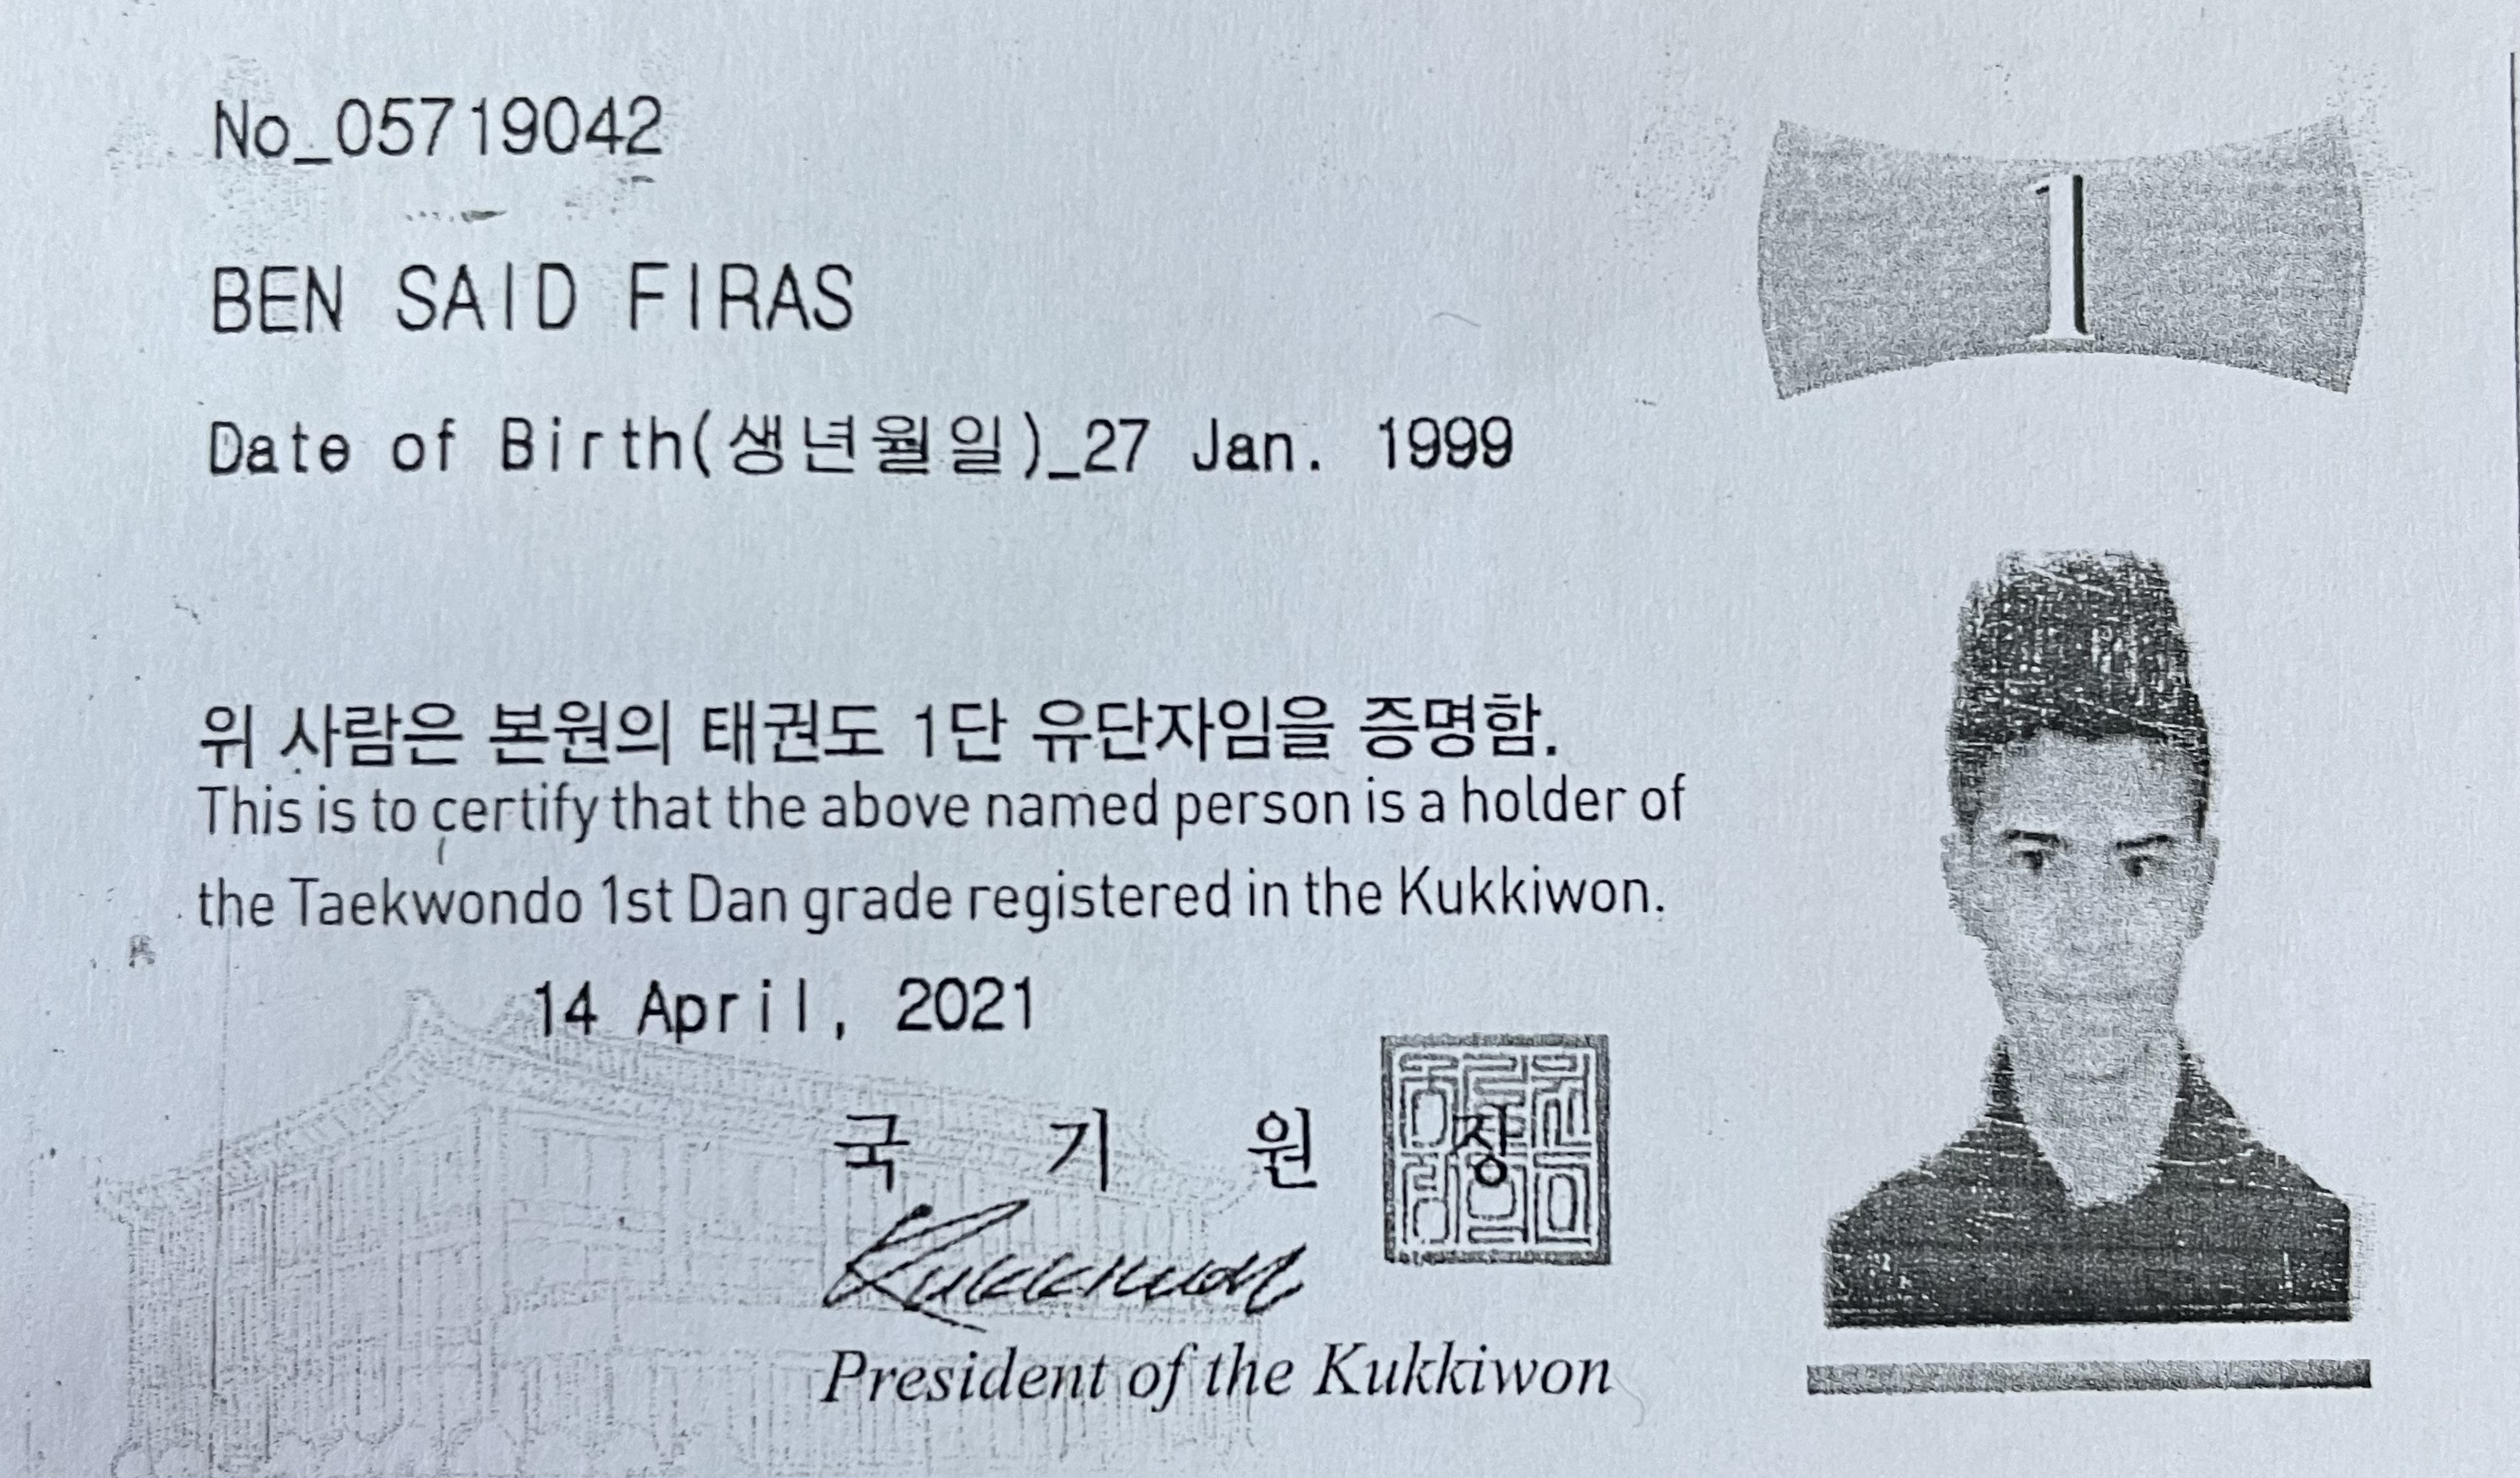 No_05719042
1
BEN SAID FIRAS
Date of Birth(생년월일)_27 Jan. 1999
위 사람은 본원의 태권도 1단 유단자임을 증명함.
This is to certify that the above named person is a holder of
the Taekwondo 1st Dan grade registered in the Kukkiwon.
14 April, 2021
국 기 원 장
Kukkiwon
President of the Kukkiwon